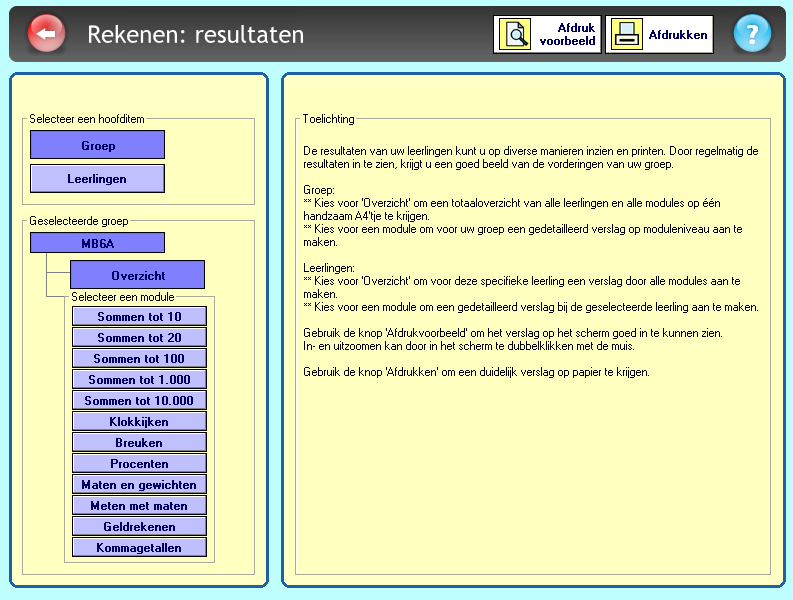 Rekenen: resultaten
Afdruk
voorbeeld
Afdrukken
?
Selecteer een hoofditem
Groep
Leerlingen
Geselecteerde groep
MB6A
Overzicht
Selecteer een module
Sommen tot 10
Sommen tot 20
Sommen tot 100
Sommen tot 1.000
Sommen tot 10.000
Klokkijken
Breuken
Procenten
Maten en gewichten
Meten met maten
Geldrekenen
Kommagetallen
Toelichting
De resultaten van uw leerlingen kunt u op diverse manieren inzien en printen. Door regelmatig de
resultaten in te zien, krijgt u een goed beeld van de vorderingen van uw groep.
Groep:
** Kies voor 'Overzicht' om een totaaloverzicht van alle leerlingen en alle modules op één
handzaam A4'tje te krijgen.
** Kies voor een module om voor uw groep een gedetailleerd verslag op moduleniveau aan te
maken.
Leerlingen:
** Kies voor 'Overzicht' om voor deze specifieke leerling een verslag door alle modules aan te
maken.
** Kies voor een module om een gedetailleerd verslag bij de geselecteerde leerling aan te maken.
Gebruik de knop 'Afdrukvoorbeeld' om het verslag op het scherm goed in te kunnen zien.
In- en uitzoomen kan door in het scherm te dubbelklikken met de muis.
Gebruik de knop 'Afdrukken' om een duidelijk verslag op papier te krijgen.